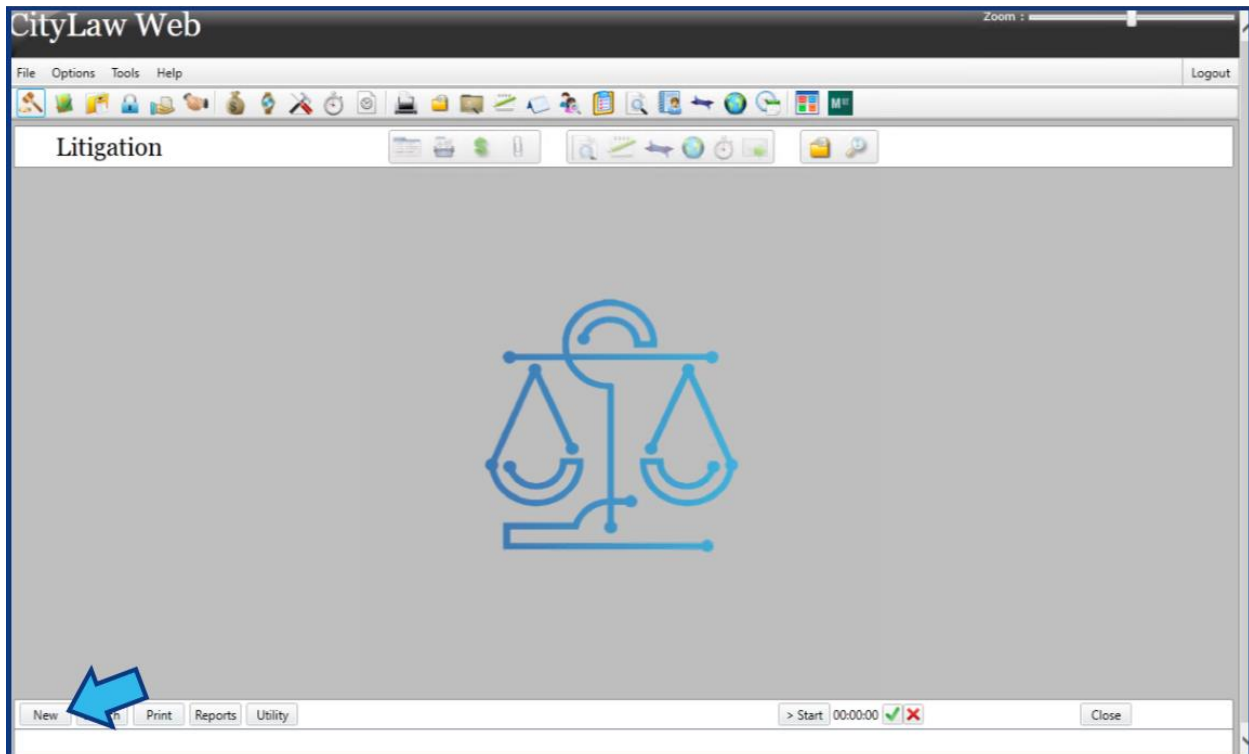 CityLaw Web
Zoom :
File Options Tools Help Logout
Litigation
New Print Reports Utility > Start 00:00:00 Close